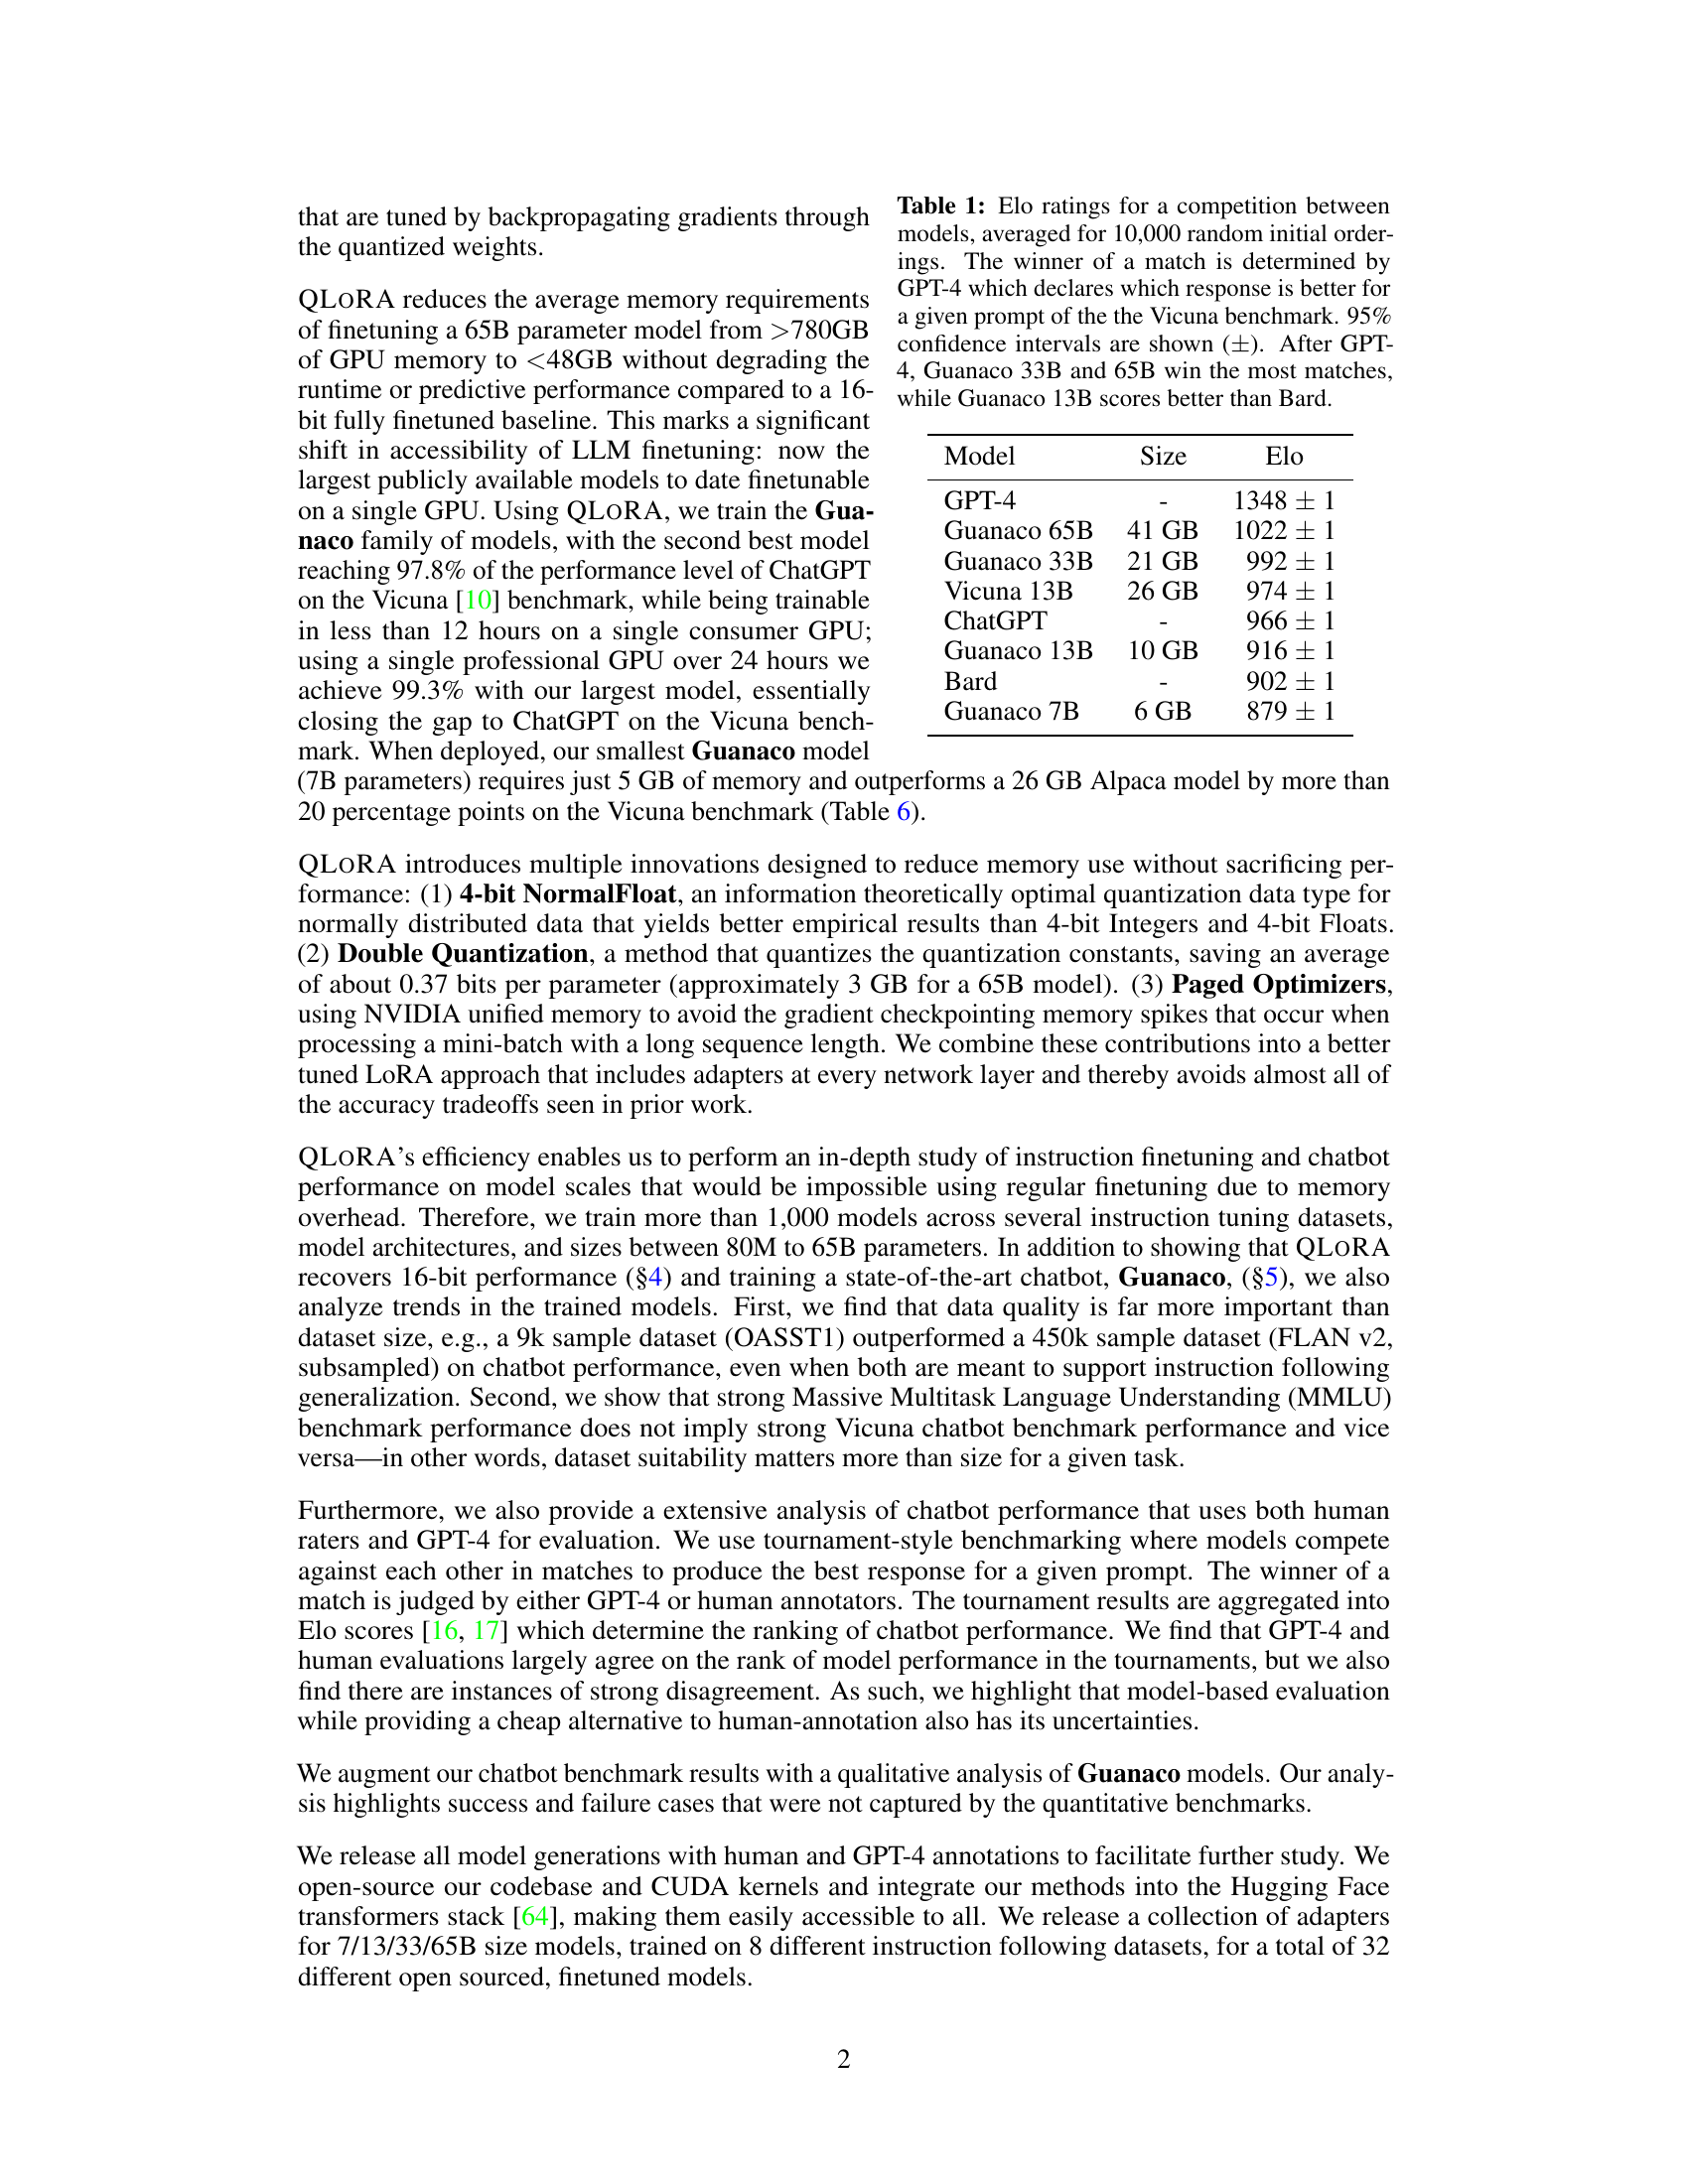 that are tuned by backpropagating gradients through
the quantized weights.
QLORA reduces the average memory requirements
of finetuning a 65B parameter model from >780GB
of GPU memory to <48GB without degrading the
runtime or predictive performance compared to a 16-
bit fully finetuned baseline. This marks a significant
shift in accessibility of LLM finetuning: now the
largest publicly available models to date finetunable
on a single GPU. Using QLORA, we train the Gua-
naco family of models, with the second best model
reaching 97.8% of the performance level of ChatGPT
on the Vicuna [10] benchmark, while being trainable
in less than 12 hours on a single consumer GPU;
using a single professional GPU over 24 hours we
achieve 99.3% with our largest model, essentially
closing the gap to ChatGPT on the Vicuna bench-
mark. When deployed, our smallest Guanaco model
(7B parameters) requires just 5 GB of memory and outperforms a 26 GB Alpaca model by more than
20 percentage points on the Vicuna benchmark (Table 6).
Table 1: Elo ratings for a competition between
models, averaged for 10,000 random initial order-
ings. The winner of a match is determined by
GPT-4 which declares which response is better for
a given prompt of the the Vicuna benchmark. 95%
confidence intervals are shown (±). After GPT-
4, Guanaco 33B and 65B win the most matches,
while Guanaco 13B scores better than Bard.
Model Size Elo
GPT-4 - 1348 ± 1
Guanaco 65B 41 GB 1022 ± 1
Guanaco 33B 21 GB 992 ± 1
Vicuna 13B 26 GB 974 ± 1
ChatGPT - 966 ± 1
Guanaco 13B 10 GB 916 ± 1
Bard - 902 ± 1
Guanaco 7B 6 GB 879 ± 1
QLORA introduces multiple innovations designed to reduce memory use without sacrificing per-
formance: (1) 4-bit NormalFloat, an information theoretically optimal quantization data type for
normally distributed data that yields better empirical results than 4-bit Integers and 4-bit Floats.
(2) Double Quantization, a method that quantizes the quantization constants, saving an average
of about 0.37 bits per parameter (approximately 3 GB for a 65B model). (3) Paged Optimizers,
using NVIDIA unified memory to avoid the gradient checkpointing memory spikes that occur when
processing a mini-batch with a long sequence length. We combine these contributions into a better
tuned LoRA approach that includes adapters at every network layer and thereby avoids almost all of
the accuracy tradeoffs seen in prior work.
QLORA's efficiency enables us to perform an in-depth study of instruction finetuning and chatbot
performance on model scales that would be impossible using regular finetuning due to memory
overhead. Therefore, we train more than 1,000 models across several instruction tuning datasets,
model architectures, and sizes between 80M to 65B parameters. In addition to showing that QLORA
recovers 16-bit performance (§4) and training a state-of-the-art chatbot, Guanaco, (§5), we also
analyze trends in the trained models. First, we find that data quality is far more important than
dataset size, e.g., a 9k sample dataset (OASST1) outperformed a 450k sample dataset (FLAN v2,
subsampled) on chatbot performance, even when both are meant to support instruction following
generalization. Second, we show that strong Massive Multitask Language Understanding (MMLU)
benchmark performance does not imply strong Vicuna chatbot benchmark performance and vice
versa—in other words, dataset suitability matters more than size for a given task.
Furthermore, we also provide a extensive analysis of chatbot performance that uses both human
raters and GPT-4 for evaluation. We use tournament-style benchmarking where models compete
against each other in matches to produce the best response for a given prompt. The winner of a
match is judged by either GPT-4 or human annotators. The tournament results are aggregated into
Elo scores [16, 17] which determine the ranking of chatbot performance. We find that GPT-4 and
human evaluations largely agree on the rank of model performance in the tournaments, but we also
find there are instances of strong disagreement. As such, we highlight that model-based evaluation
while providing a cheap alternative to human-annotation also has its uncertainties.
We augment our chatbot benchmark results with a qualitative analysis of Guanaco models. Our analy-
sis highlights success and failure cases that were not captured by the quantitative benchmarks.
We release all model generations with human and GPT-4 annotations to facilitate further study. We
open-source our codebase and CUDA kernels and integrate our methods into the Hugging Face
transformers stack [64], making them easily accessible to all. We release a collection of adapters
for 7/13/33/65B size models, trained on 8 different instruction following datasets, for a total of 32
different open sourced, finetuned models.
2